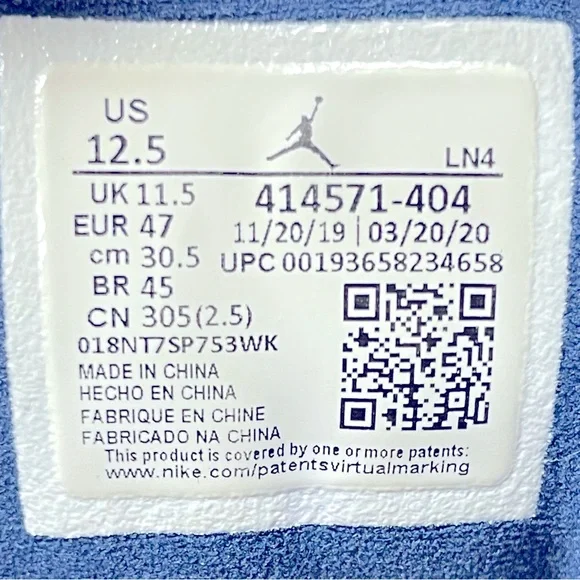 US
12.5
LN4
UK 11.5
EUR 47
cm 30.5
BR 45
CN 305(2.5)
414571-404
11/20/19 | 03/20/20
UPC 00193658234658
018NT7SP753WK
MADE IN CHINA
HECHO EN CHINA
FABRIQUE EN CHINE
FABRICADO NA CHINA
This product is covered by one or more patents:
www.nike.com/patentsvirtualmarking